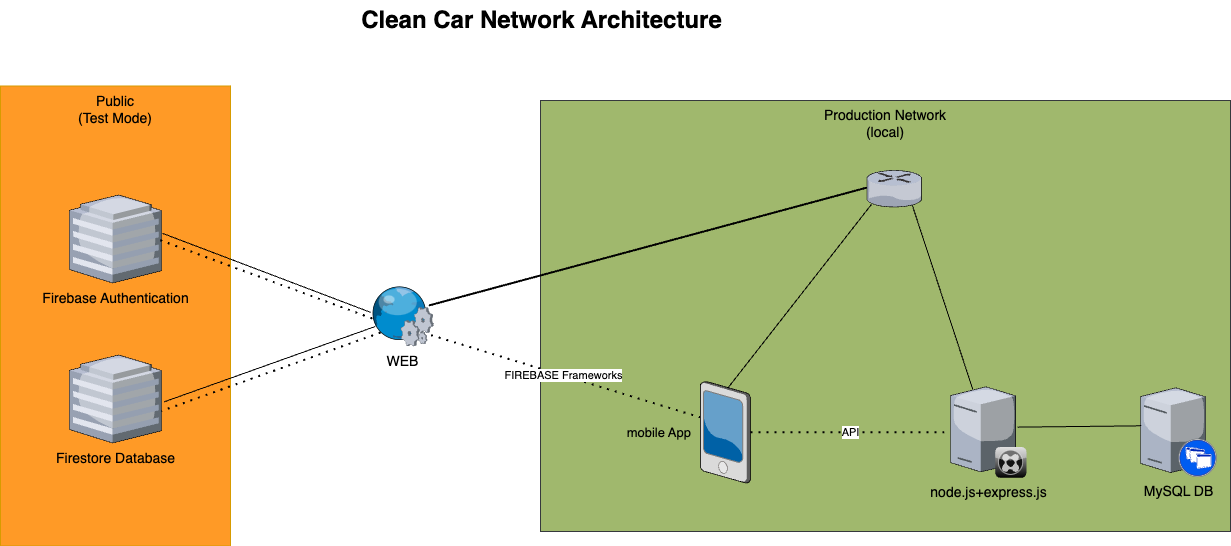 Clean Car Network Architecture
Public
(Test Mode)
Production Network
(local)
Firebase Authentication
WEB
FIREBASE Frameworks
mobile App
API
Firestore Database
node.js+express.js
MySQL DB